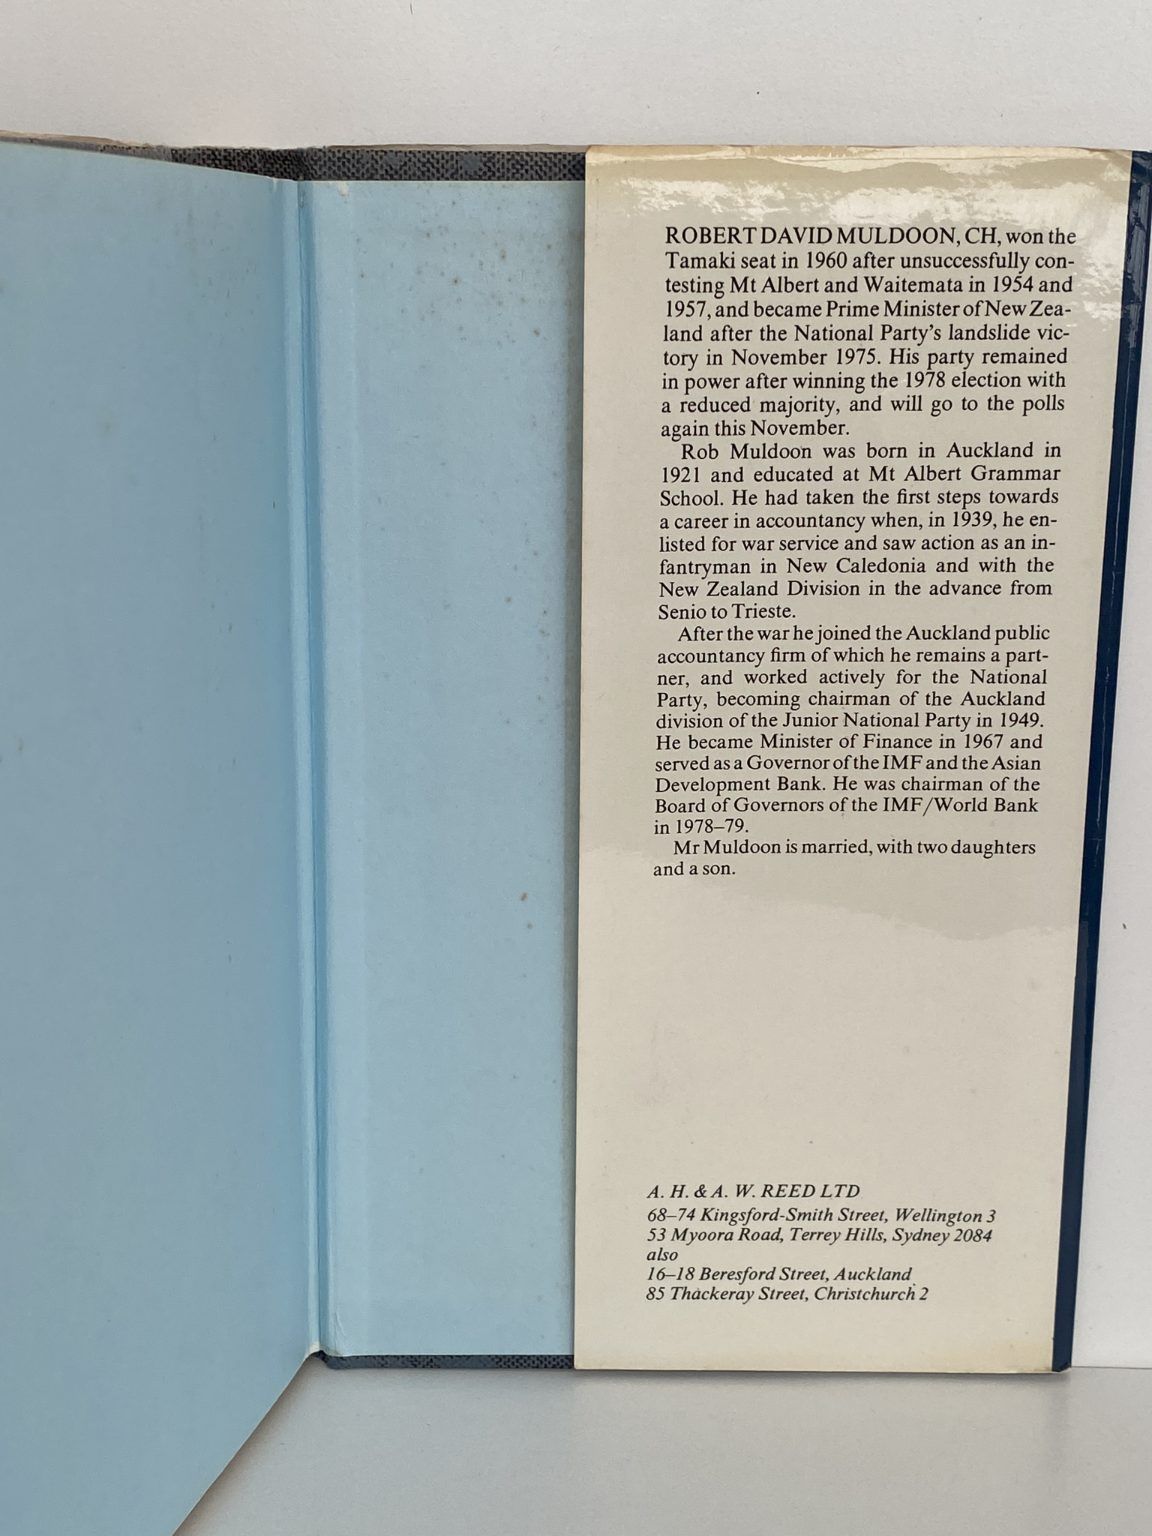 ROBERT DAVID MULDOON, CH, won the
Tamaki seat in 1960 after unsuccessfully con-
testing Mt Albert and Waitemata in 1954 and
1957, and became Prime Minister of New Zea-
land after the National Party's landslide vic-
tory in November 1975. His party remained
in power after winning the 1978 election with
a reduced majority, and will go to the polls
again this November.
Rob Muldoon was born in Auckland in
1921 and educated at Mt Albert Grammar
School. He had taken the first steps towards
a career in accountancy when, in 1939, he en-
listed for war service and saw action as an in-
fantryman in New Caledonia and with the
New Zealand Division in the advance from
Senio to Trieste.
After the war he joined the Auckland public
accountancy firm of which he remains a part-
ner, and worked actively for the National
Party, becoming chairman of the Auckland
division of the Junior National Party in 1949.
He became Minister of Finance in 1967 and
served as a Governor of the IMF and the Asian
Development Bank. He was chairman of the
Board of Governors of the IMF/World Bank
in 1978–79.
Mr Muldoon is married, with two daughters
and a son.
A. H. & A. W. REED LTD
68–74 Kingsford-Smith Street, Wellington 3
53 Myoora Road, Terrey Hills, Sydney 2084
also
16–18 Beresford Street, Auckland
85 Thackeray Street, Christchurch 2